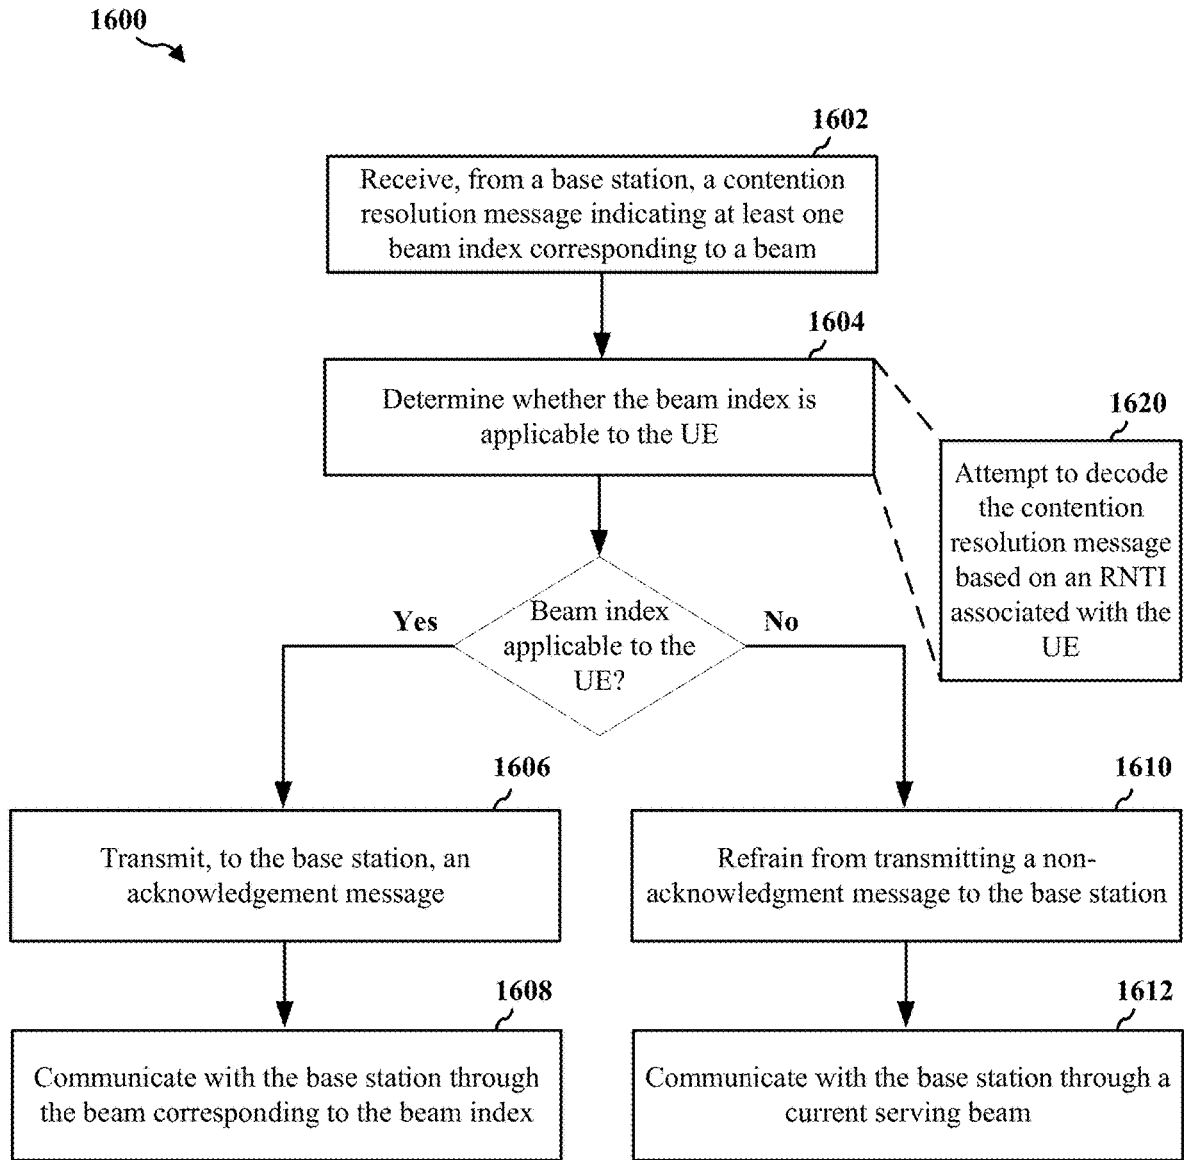 1600
1602
Receive, from a base station, a contention
resolution message indicating at least one
beam index corresponding to a beam
1604
Determine whether the beam index is
applicable to the UE
1620
Attempt to decode
the contention
resolution message
based on an RNTI
associated with the
UE
Yes
Beam index
applicable to the
UE?
No
1606
Transmit, to the base station, an
acknowledgement message
1610
Refrain from transmitting a non-
acknowledgment message to the base station
1608
Communicate with the base station through
the beam corresponding to the beam index
1612
Communicate with the base station through a
current serving beam